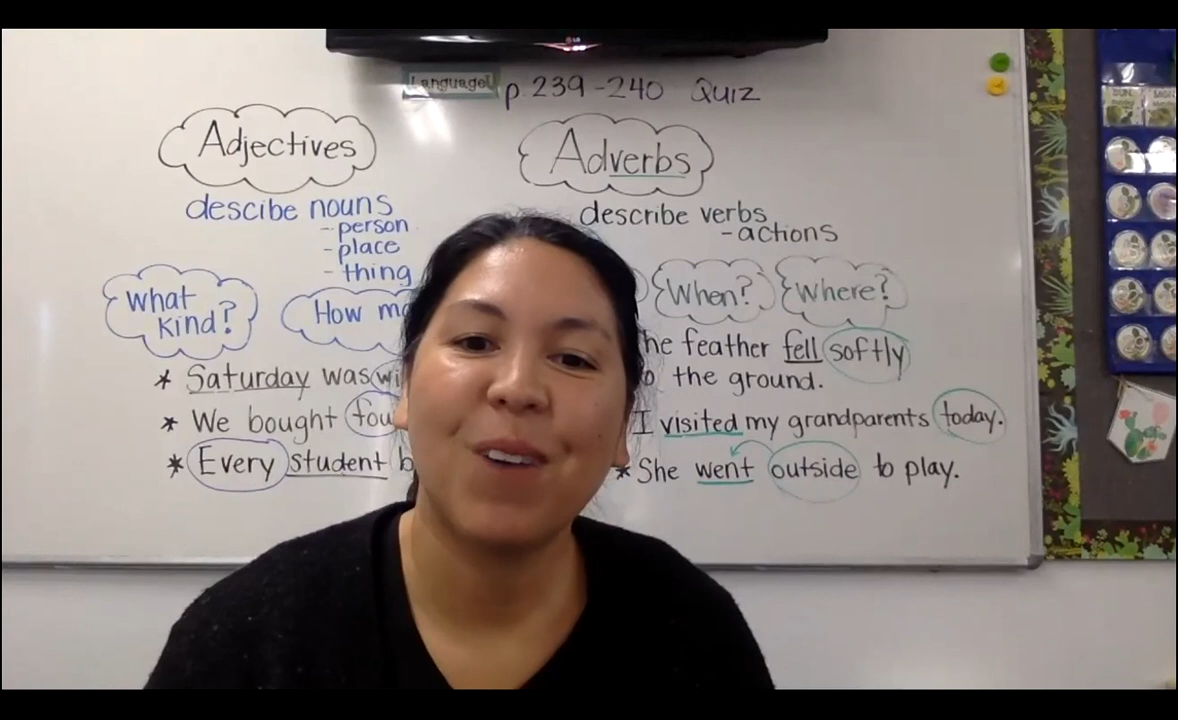 Language
p. 239-240 Quiz
Adjectives
descibe nouns
- person
- place
- thing
What kind?
How
* Saturday was
* We bought
* Every student
Adverbs
describe verbs
- actions
When?
Where?
feather fell softly
the ground.
I visited my grandparents today.
* She went outside to play.
SUN